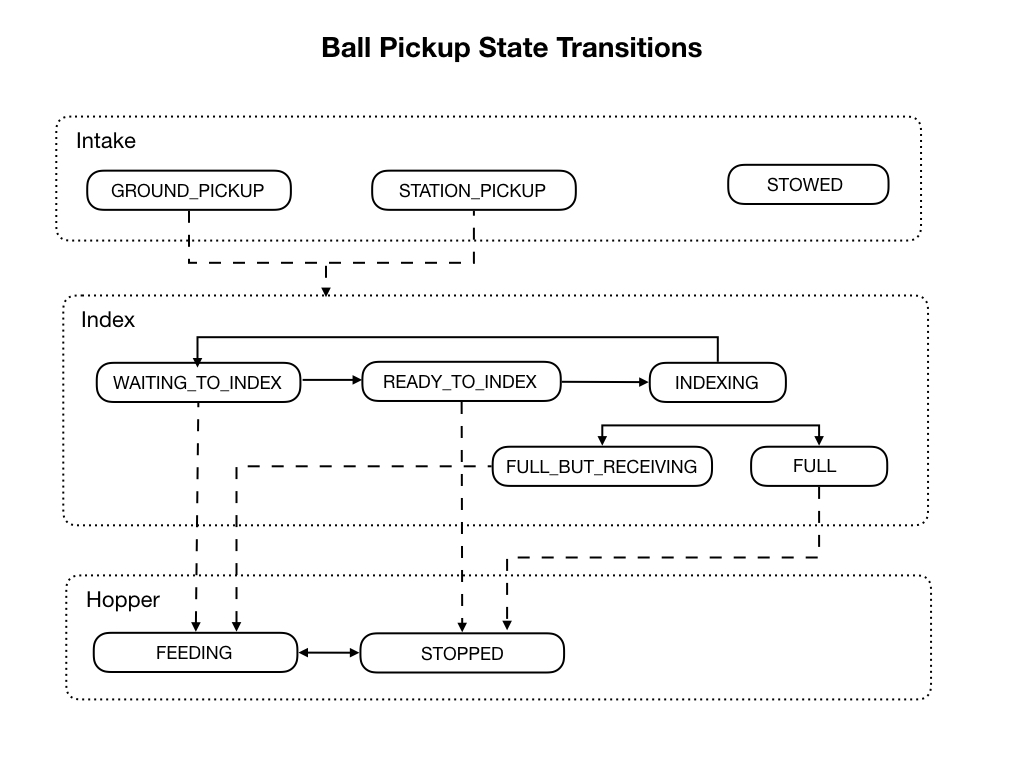 Ball Pickup State Transitions
Intake
GROUND_PICKUP
STATION_PICKUP
STOWED
Index
WAITING_TO_INDEX
READY_TO_INDEX
INDEXING
FULL_BUT_RECEIVING
FULL
Hopper
FEEDING
STOPPED